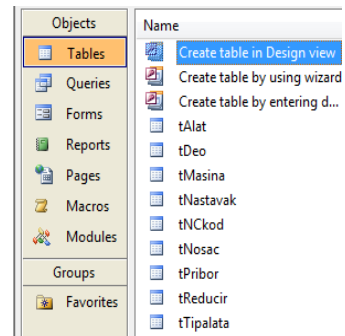 Objects
Tables
Queries
Forms
Reports
Pages
Macros
Modules
Groups
Favorites
Name
Create table in Design view
Create table by using wizard
Create table by entering d...
tAlat
tDeo
tMasina
tNastavak
tNCkod
tNosac
tPribor
tReducir
tTipalata